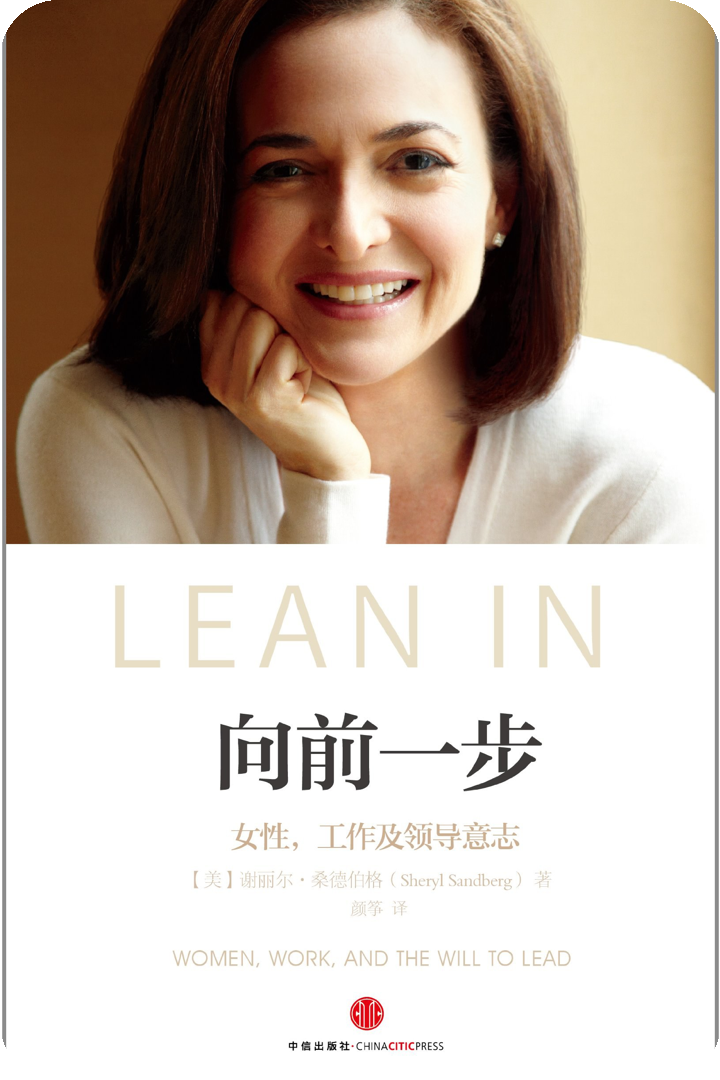 LEAN IN
向前一步
女性，工作及领导意志
【美】谢丽尔·桑德伯格（Sheryl Sandberg）著
颜筝 译
WOMEN, WORK, AND THE WILL TO LEAD
中信出版社·CHINACITICPRESS